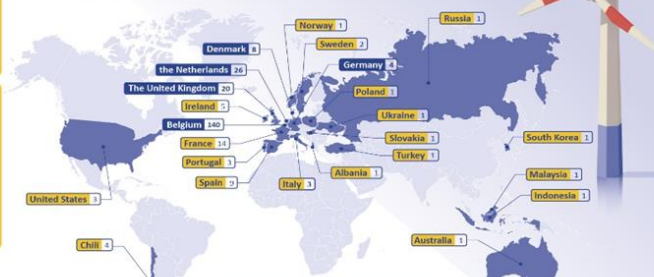 Norway 1
Russia 1
Sweden 2
Denmark 8
Germany 4
the Netherlands 26
The United Kingdom 20
Poland 1
Ireland 5
Ukraine 1
Belgium 140
Slovakia 1
South Korea 1
France 14
Turkey 1
Portugal 3
Albania 1
Malaysia 1
Spain 9
Italy 3
Indonesia 1
United States 3
Chili 4
Australia 1